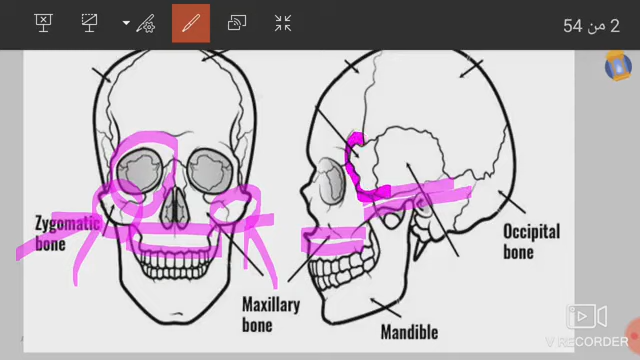 2 من 54
Zygomatic
bone
Occipital
bone
Maxillary
bone
Mandible
V RECORDER